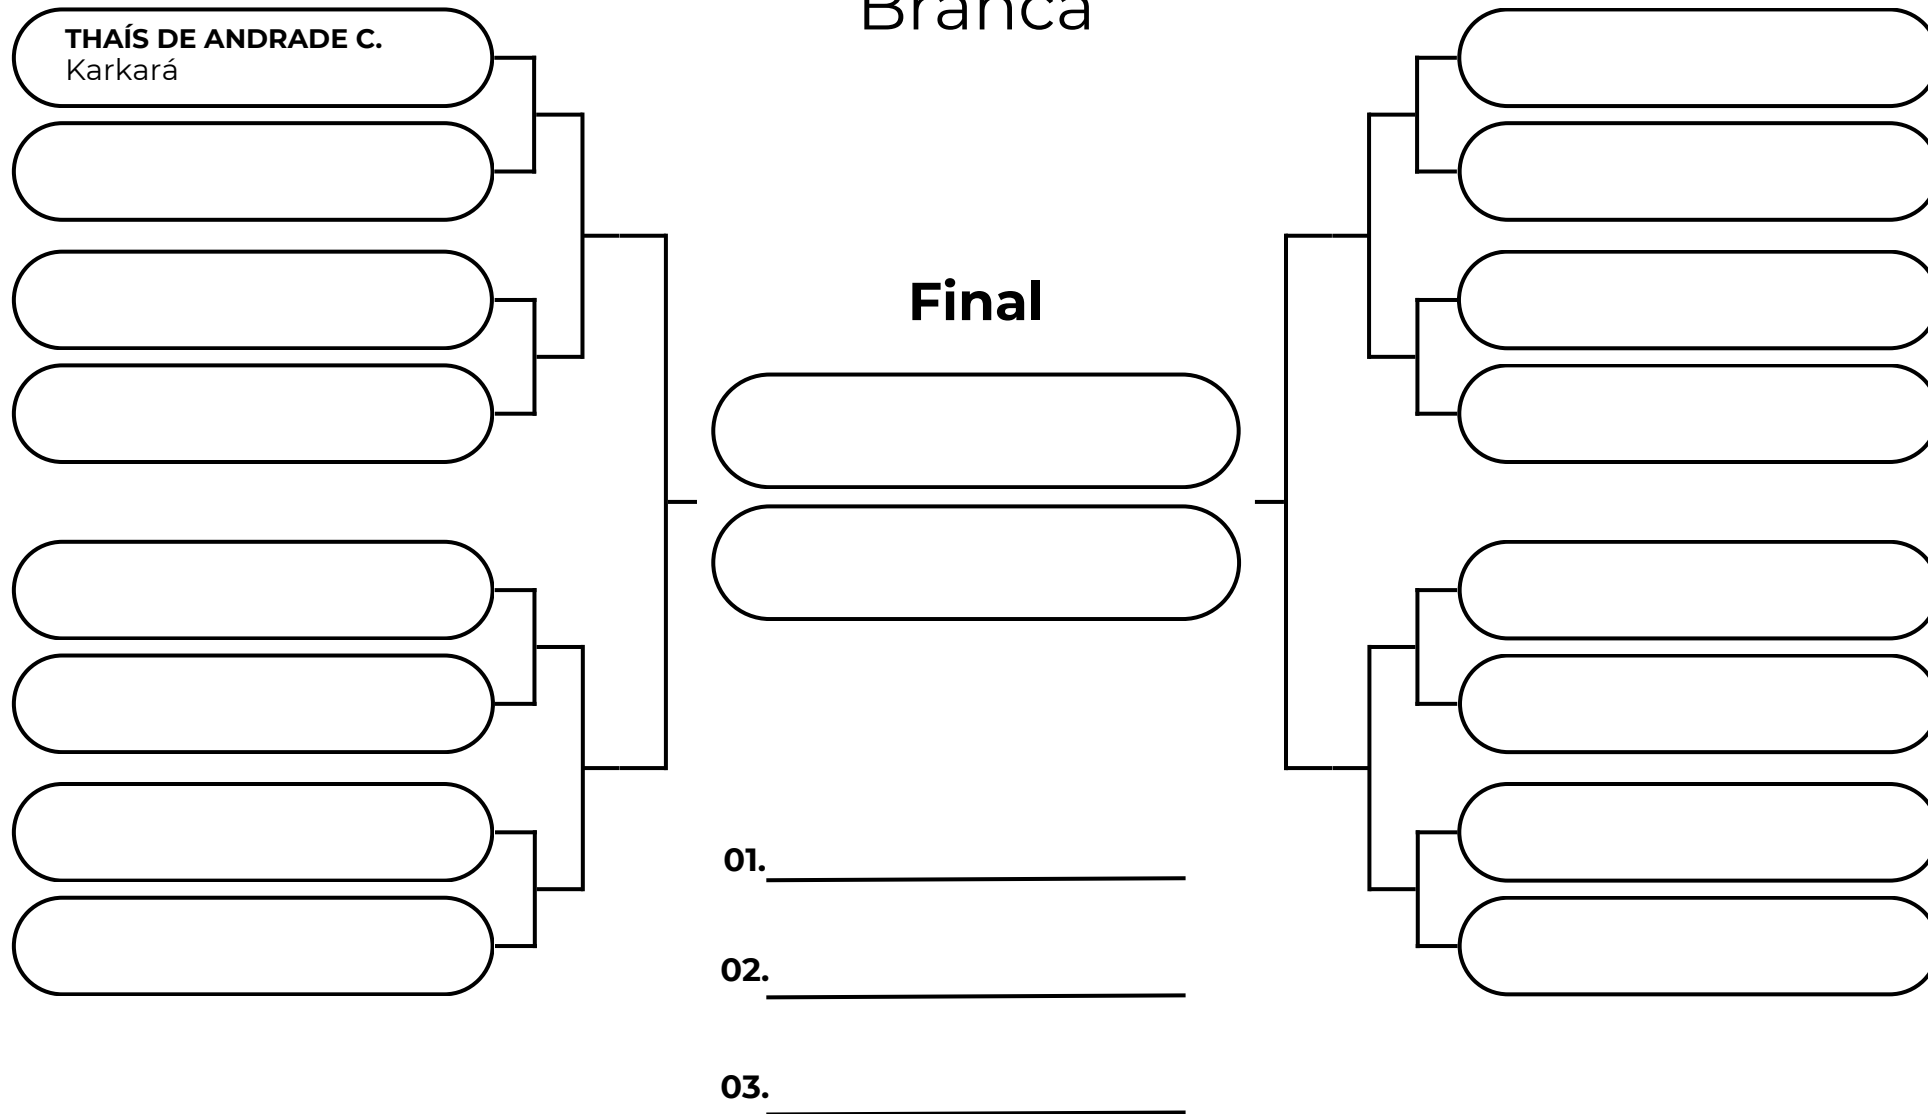 Branca
THAÍS DE ANDRADE C.
Karkará
Final
01.
02.
03.